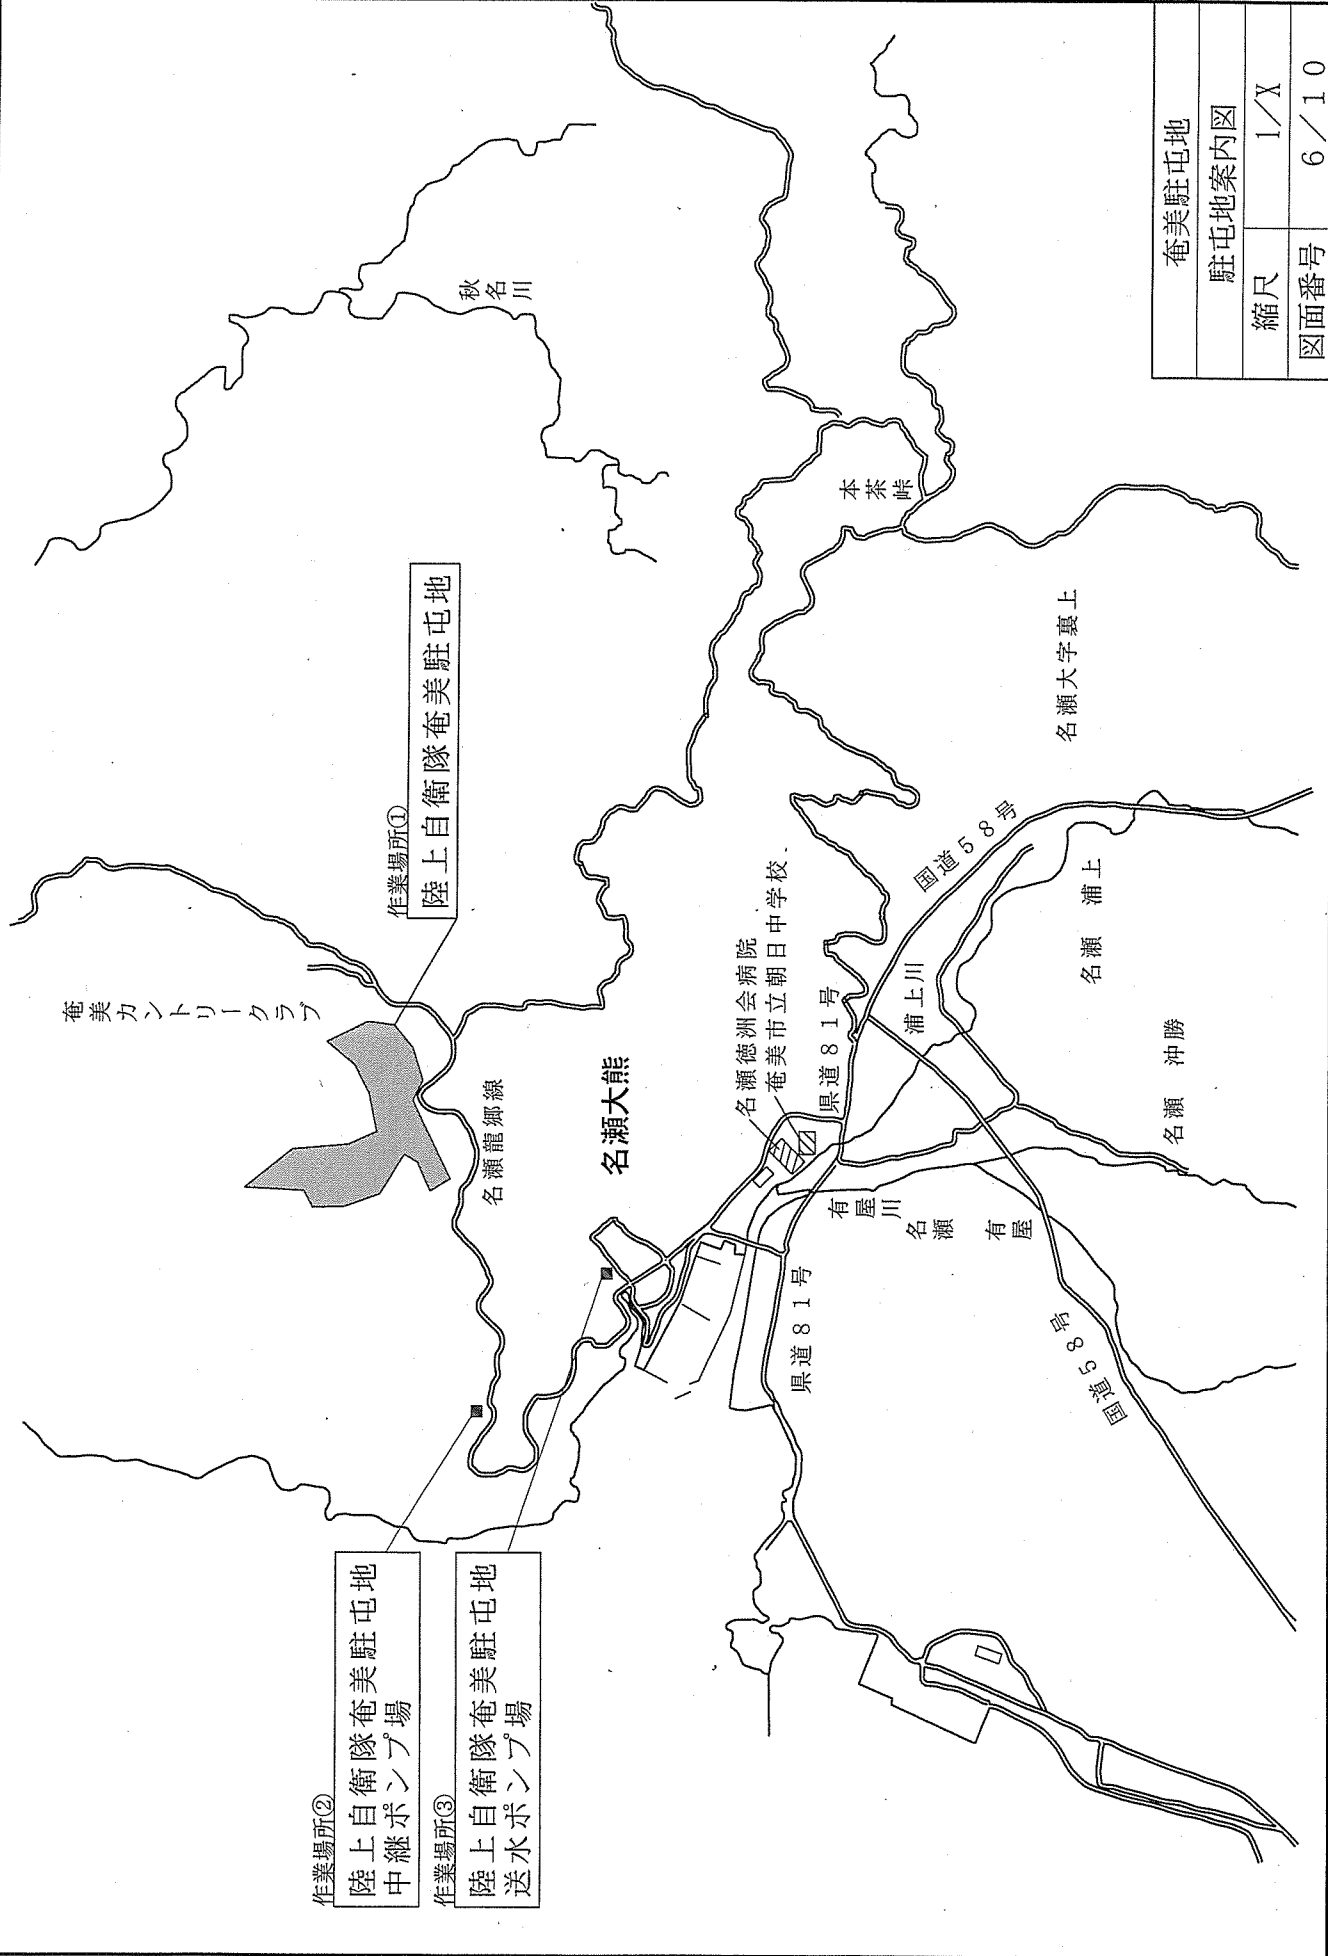 作業場所②
陸上自衛隊奄美駐屯地
中継ポンプ場
作業場所③
陸上自衛隊奄美駐屯地
送水ポンプ場
作業場所①
陸上自衛隊奄美駐屯地
奄美カントリークラブ
秋名川
名瀬龍郷線
名瀬大熊
名瀬徳洲会病院
奄美市立朝日中学校
県道81号
県道81号
本茶峠
国道58号
浦上川
有屋川
名瀬 有屋
名瀬大字裏上
名瀬 浦上
名瀬 沖勝
国道58号
奄美駐屯地
駐屯地案内図
縮尺 1/X
図面番号 6/10